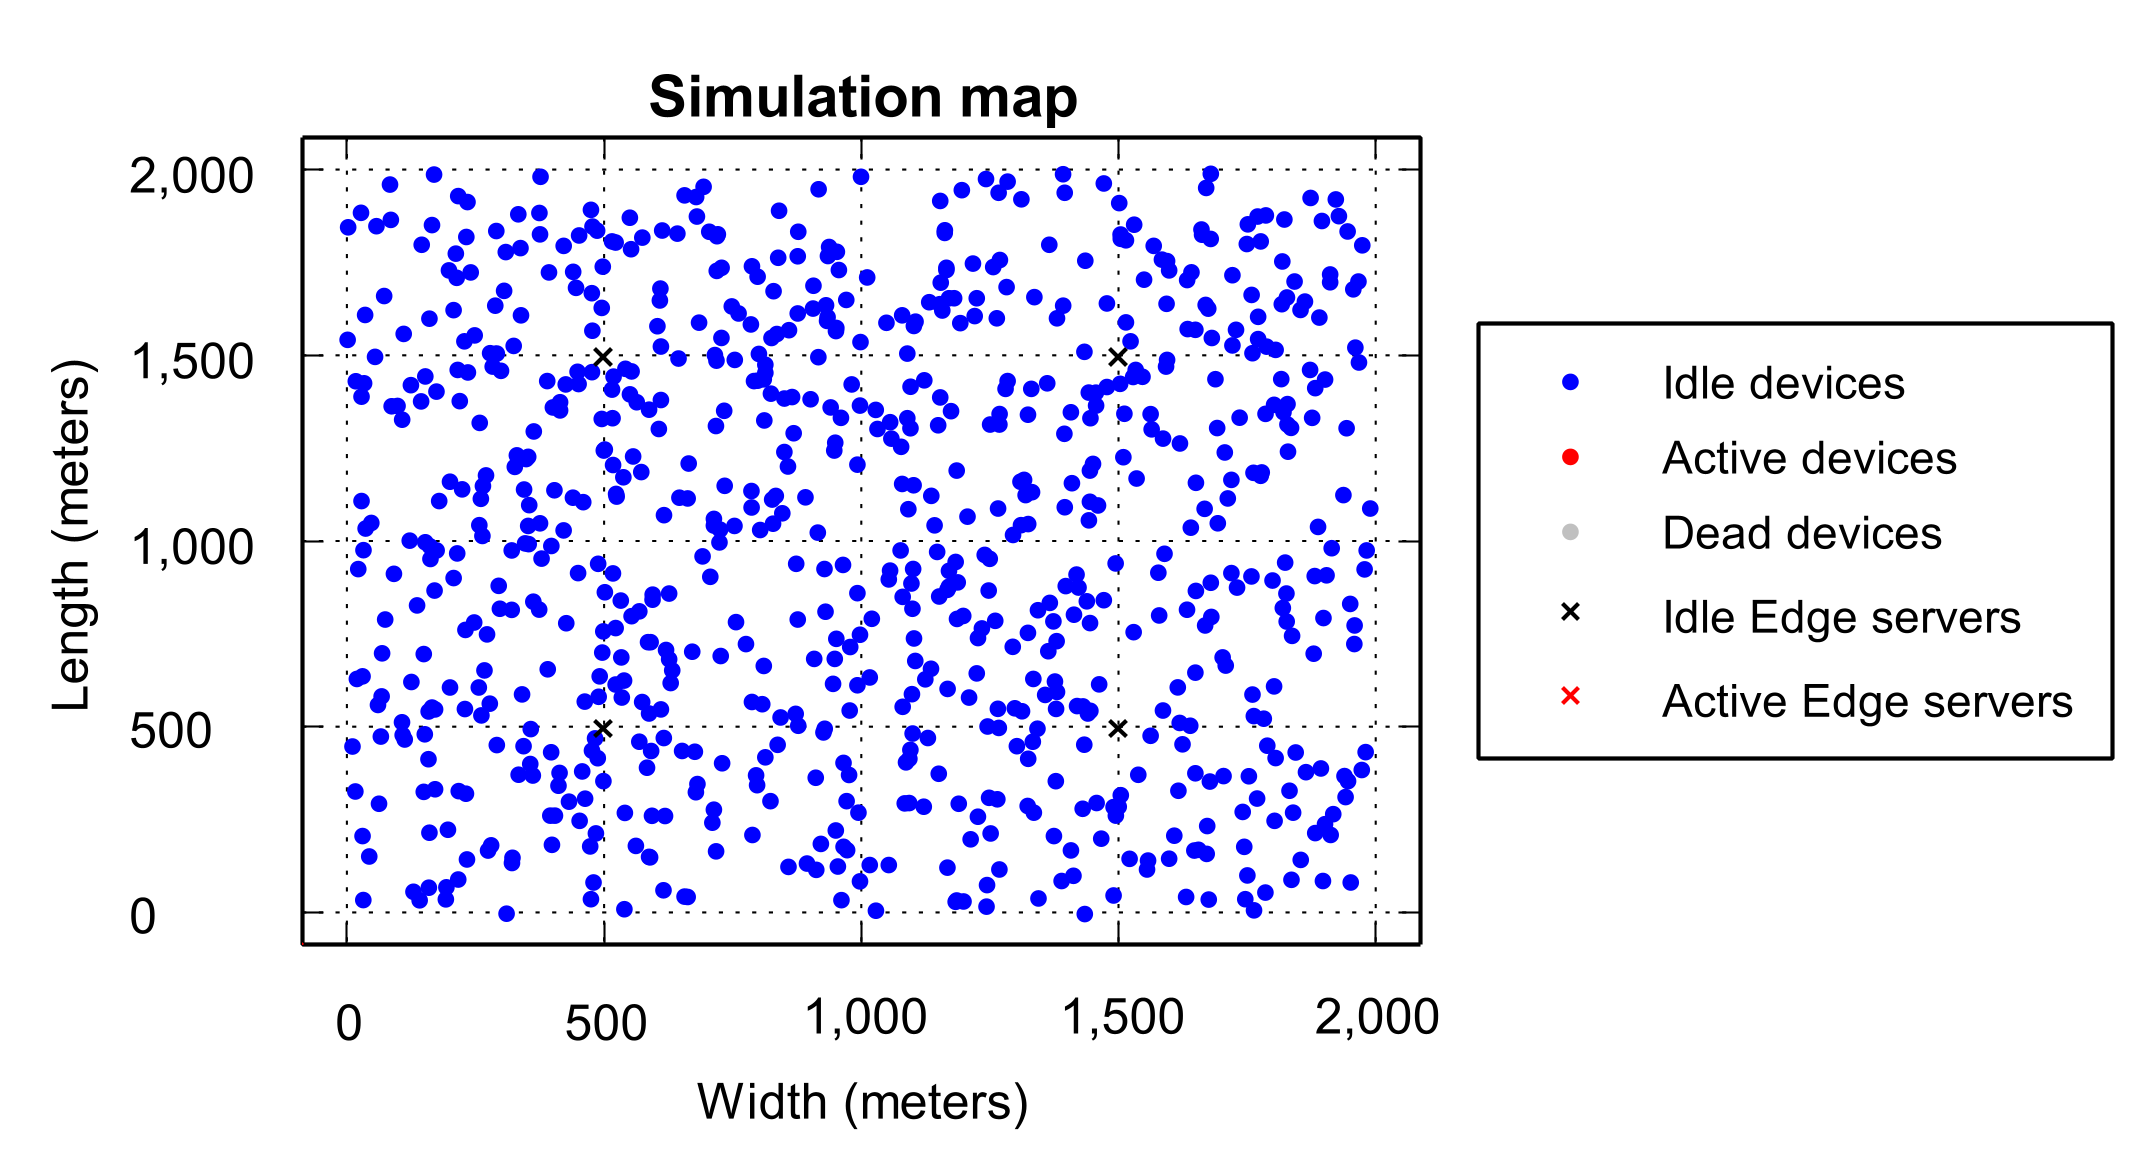 Simulation map
2,000
1,500
1,000
500
0
Length (meters)
0
500
1,000
1,500
2,000
Width (meters)
Idle devices
Active devices
Dead devices
Idle Edge servers
Active Edge servers